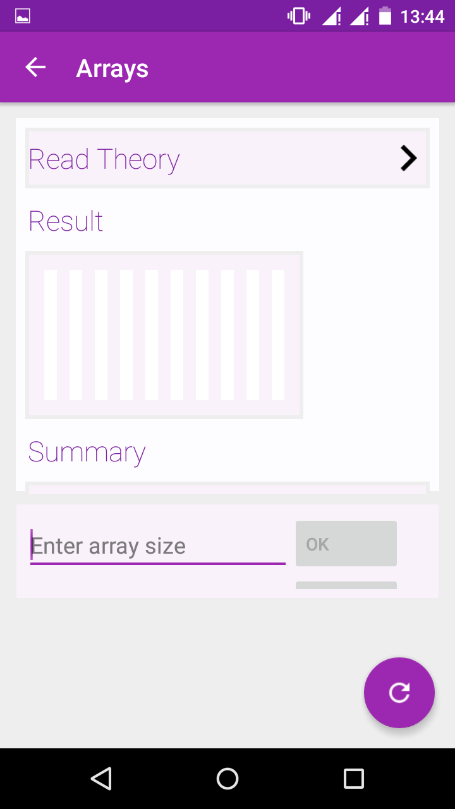 13:44
Arrays
Read Theory
Result
Summary
Enter array size
OK